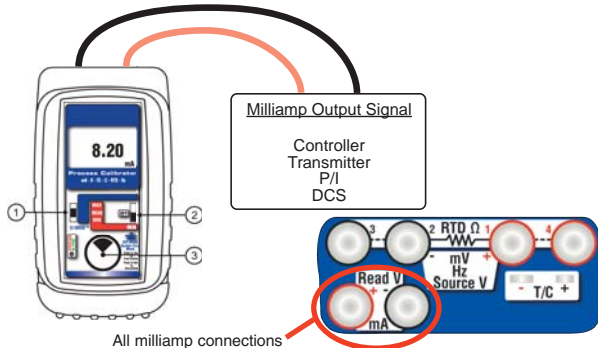 Milliamp Output Signal
Controller
Transmitter
P/I
DCS
8.20
mA
Process Calibrator
1
2
3
3
2 RTD Ω 1
4
- mV +
Hz
Source V
Read V
+ -
mA
- T/C +
All milliamp connections